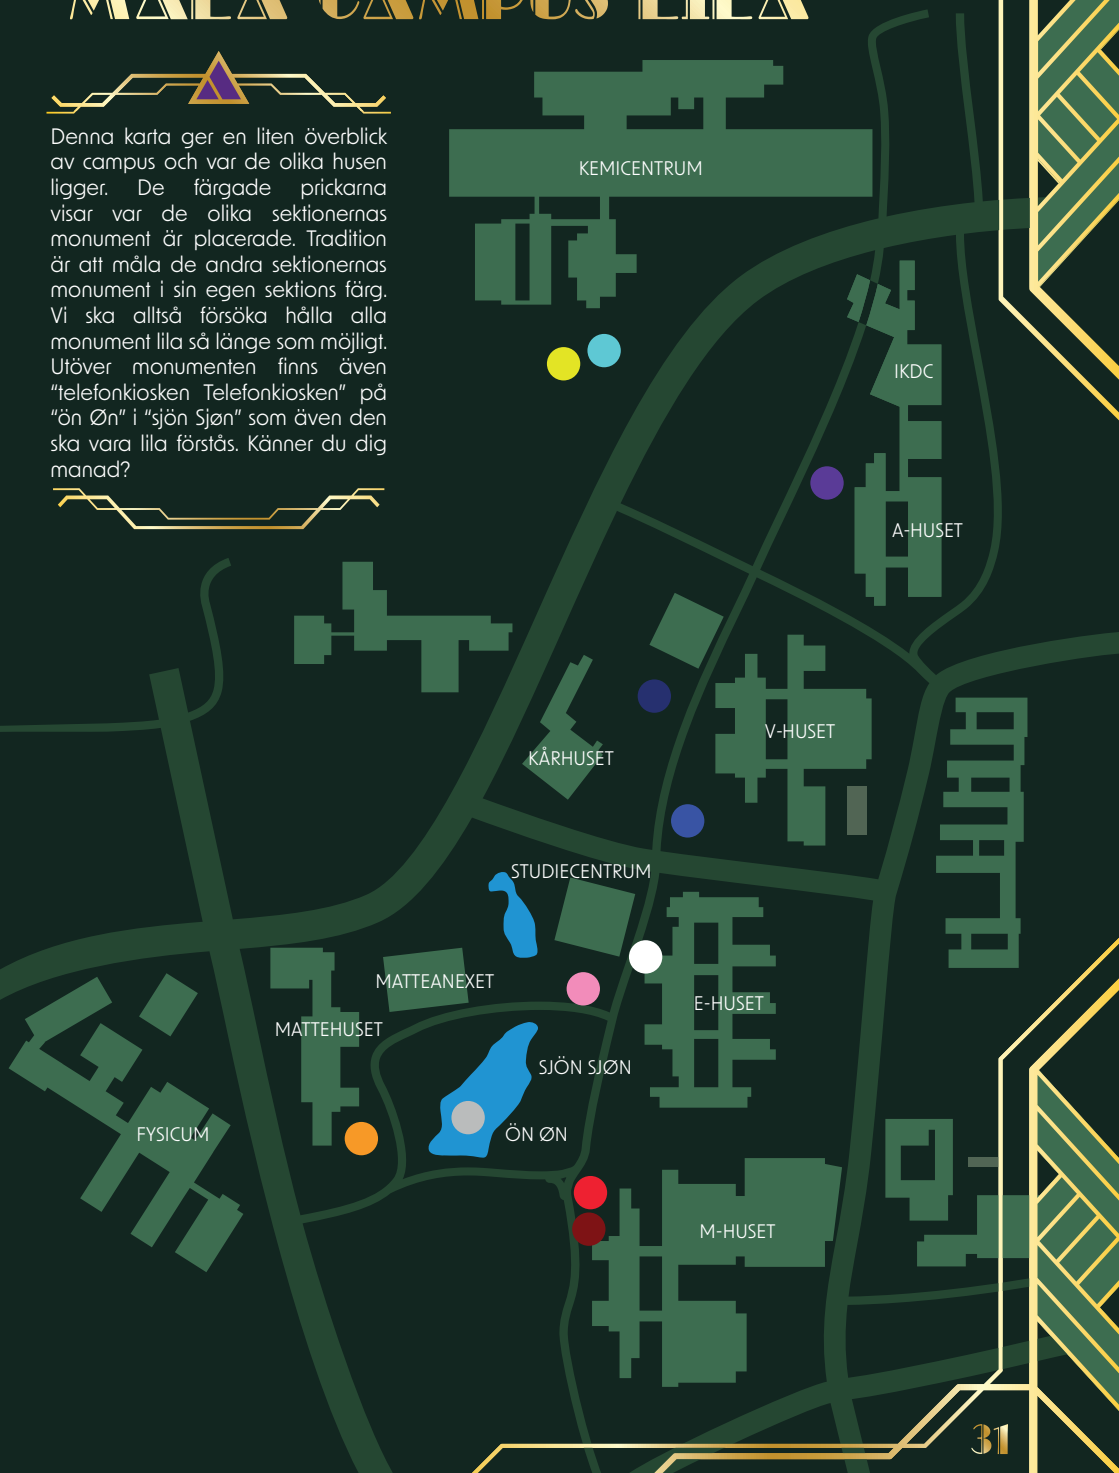 MÅLA CAMPUS LILA
Denna karta ger en liten överblick
av campus och var de olika husen
ligger. De färgade prickarna
visar var de olika sektionernas
monument är placerade. Tradition
är att måla de andra sektionernas
monument i sin egen sektions färg.
Vi ska alltså försöka hålla alla
monument lila så länge som möjligt.
Utöver monumenten finns även
“telefonkiosken Telefonkiosken” på
“ön Øn” i “sjön Sjøn” som även den
ska vara lila förstås. Känner du dig
manad?
KEMICENTRUM
IKDC
A-HUSET
V-HUSET
KÅRHUSET
STUDIECENTRUM
MATTEANEXET
E-HUSET
MATTEHUSET
SJÖN SJØN
FYSICUM
ÖN ØN
M-HUSET
31